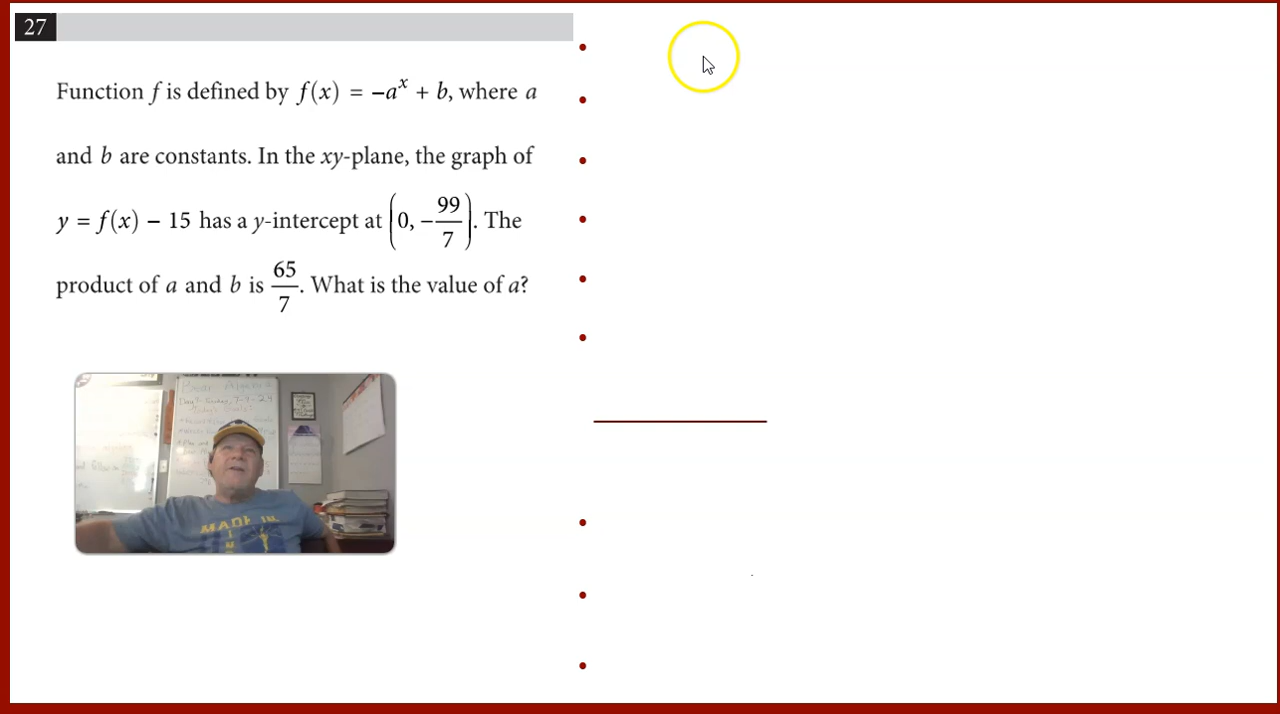 27
Function f is defined by f(x) = −aˣ + b, where a
and b are constants. In the xy-plane, the graph of
y = f(x) − 15 has a y-intercept at (0, −99/7). The
product of a and b is 65/7. What is the value of a?
MADE IN